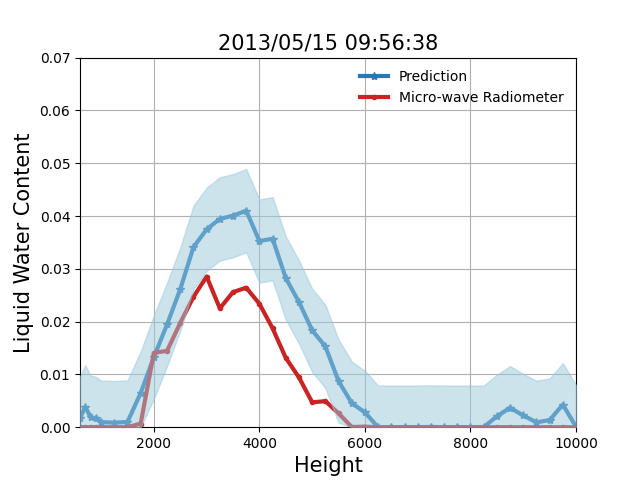 2013/05/15 09:56:38
Prediction
Micro-wave Radiometer
Liquid Water Content
0.07
0.06
0.05
0.04
0.03
0.02
0.01
0.00
2000 4000 6000 8000 10000
Height